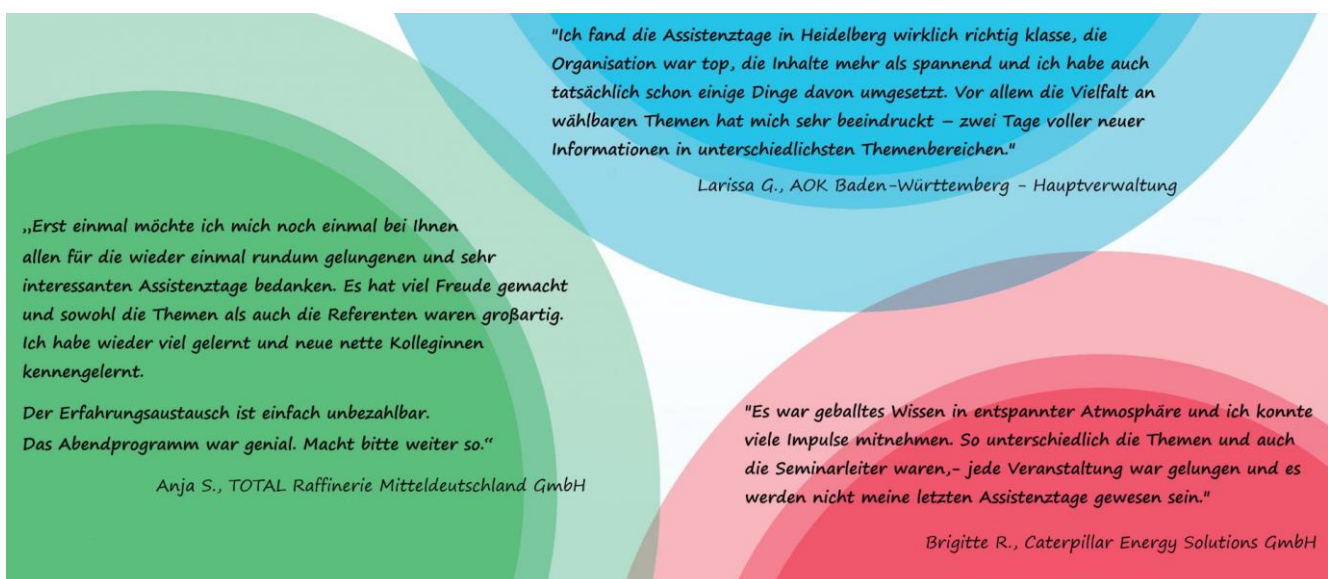 "Ich fand die Assistenztage in Heidelberg wirklich richtig klasse, die
Organisation war top, die Inhalte mehr als spannend und ich habe auch
tatsächlich schon einige Dinge davon umgesetzt. Vor allem die Vielfalt an
wählbaren Themen hat mich sehr beeindruckt – zwei Tage voller neuer
Informationen in unterschiedlichsten Themenbereichen."
Larissa G., AOK Baden-Württemberg - Hauptverwaltung
„Erst einmal möchte ich mich noch einmal bei Ihnen
allen für die wieder einmal rundum gelungenen und sehr
interessanten Assistenztage bedanken. Es hat viel Freude gemacht
und sowohl die Themen als auch die Referenten waren großartig.
Ich habe wieder viel gelernt und neue nette Kolleginnen
kennengelernt.
Der Erfahrungsaustausch ist einfach unbezahlbar.
Das Abendprogramm war genial. Macht bitte weiter so.“
Anja S., TOTAL Raffinerie Mitteldeutschland GmbH
"Es war geballtes Wissen in entspannter Atmosphäre und ich konnte
viele Impulse mitnehmen. So unterschiedlich die Themen und auch
die Seminarleiter waren,- jede Veranstaltung war gelungen und es
werden nicht meine letzten Assistenztage gewesen sein."
Brigitte R., Caterpillar Energy Solutions GmbH